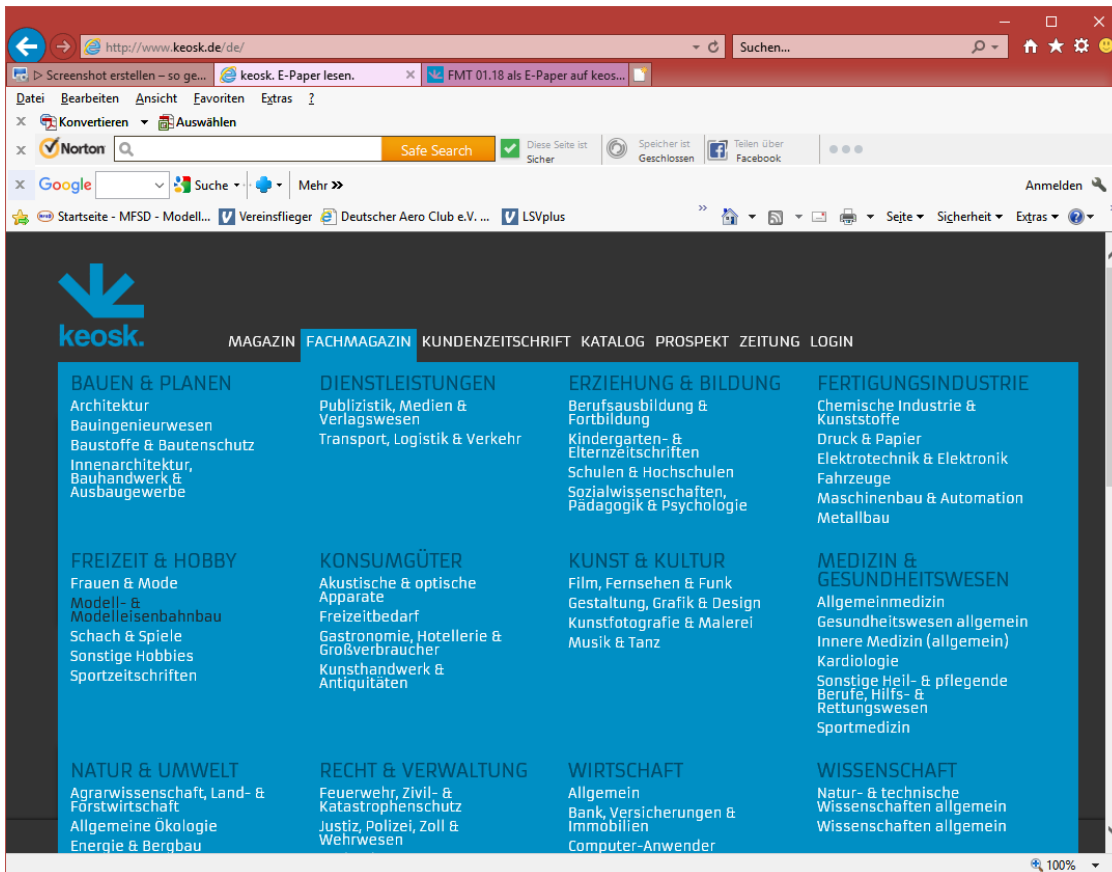 http://www.keosk.de/de/
Suchen...
Screenshot erstellen – so ge...
keosk. E-Paper lesen.
FMT 01.18 als E-Paper auf keos...
Datei Bearbeiten Ansicht Favoriten Extras ?
Konvertieren Auswählen
Norton Safe Search Diese Seite ist Sicher Speicher ist Geschlossen Teilen über Facebook
Google Suche Mehr » Anmelden
Startseite - MFSD - Modell... Vereinsflieger Deutscher Aero Club e.V. ... LSVplus » Seite Sicherheit Extras
keosk.
MAGAZIN FACHMAGAZIN KUNDENZEITSCHRIFT KATALOG PROSPEKT ZEITUNG LOGIN
BAUEN & PLANEN
Architektur
Bauingenieurwesen
Baustoffe & Bautenschutz
Innenarchitektur,
Bauhandwerk &
Ausbaugewerbe
DIENSTLEISTUNGEN
Publizistik, Medien &
Verlagswesen
Transport, Logistik & Verkehr
ERZIEHUNG & BILDUNG
Berufsausbildung &
Fortbildung
Kindergarten- &
Elternzeitschriften
Schulen & Hochschulen
Sozialwissenschaften,
Pädagogik & Psychologie
FERTIGUNGSINDUSTRIE
Chemische Industrie &
Kunststoffe
Druck & Papier
Elektrotechnik & Elektronik
Fahrzeuge
Maschinenbau & Automation
Metallbau
FREIZEIT & HOBBY
Frauen & Mode
Modell- &
Modelleisenbahnbau
Schach & Spiele
Sonstige Hobbies
Sportzeitschriften
KONSUMGÜTER
Akustische & optische
Apparate
Freizeitbedarf
Gastronomie, Hotellerie &
Großverbraucher
Kunsthandwerk &
Antiquitäten
KUNST & KULTUR
Film, Fernsehen & Funk
Gestaltung, Grafik & Design
Kunstfotografie & Malerei
Musik & Tanz
MEDIZIN &
GESUNDHEITSWESEN
Allgemeinmedizin
Gesundheitswesen allgemein
Innere Medizin (allgemein)
Kardiologie
Sonstige Heil- & pflegende
Berufe, Hilfs- &
Rettungswesen
Sportmedizin
NATUR & UMWELT
Agrarwissenschaft, Land- &
Forstwirtschaft
Allgemeine Ökologie
Energie & Bergbau
RECHT & VERWALTUNG
Feuerwehr, Zivil- &
Katastrophenschutz
Justiz, Polizei, Zoll &
Wehrwesen
WIRTSCHAFT
Allgemein
Bank, Versicherungen &
Immobilien
Computer-Anwender
WISSENSCHAFT
Natur- & technische
Wissenschaften allgemein
Wissenschaften allgemein
100%